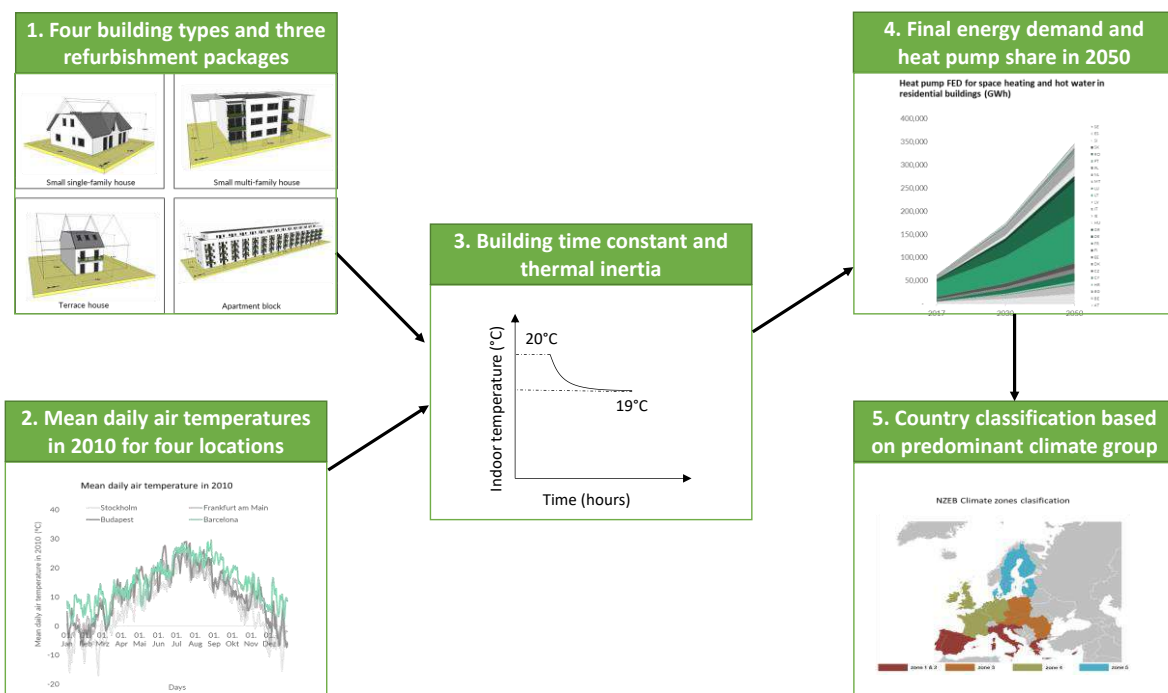 1. Four building types and three
refurbishment packages
Small single-family house
Small multi-family house
Terrace house
Apartment block
2. Mean daily air temperatures
in 2010 for four locations
Mean daily air temperature in 2010
Stockholm
Frankfurt am Main
Budapest
Barcelona
Mean daily air temperature in 2010 (°C)
40
30
20
10
0
-10
-20
01. 01. 01. 01. 01. 01. 01. 01. 01. 01. 01. 01.
Jan Feb Mrz Apr Mai Jun Jul Aug Sep Okt Nov Dez
Days
3. Building time constant and
thermal inertia
Indoor temperature (°C)
20°C
19°C
Time (hours)
4. Final energy demand and
heat pump share in 2050
Heat pump FED for space heating and hot water in
residential buildings (GWh)
400,000
350,000
300,000
250,000
200,000
150,000
100,000
50,000
-
2017 2030 2050
5. Country classification based
on predominant climate group
NZEB Climate zones clasification
zone 1 & 2
zone 3
zone 4
zone 5